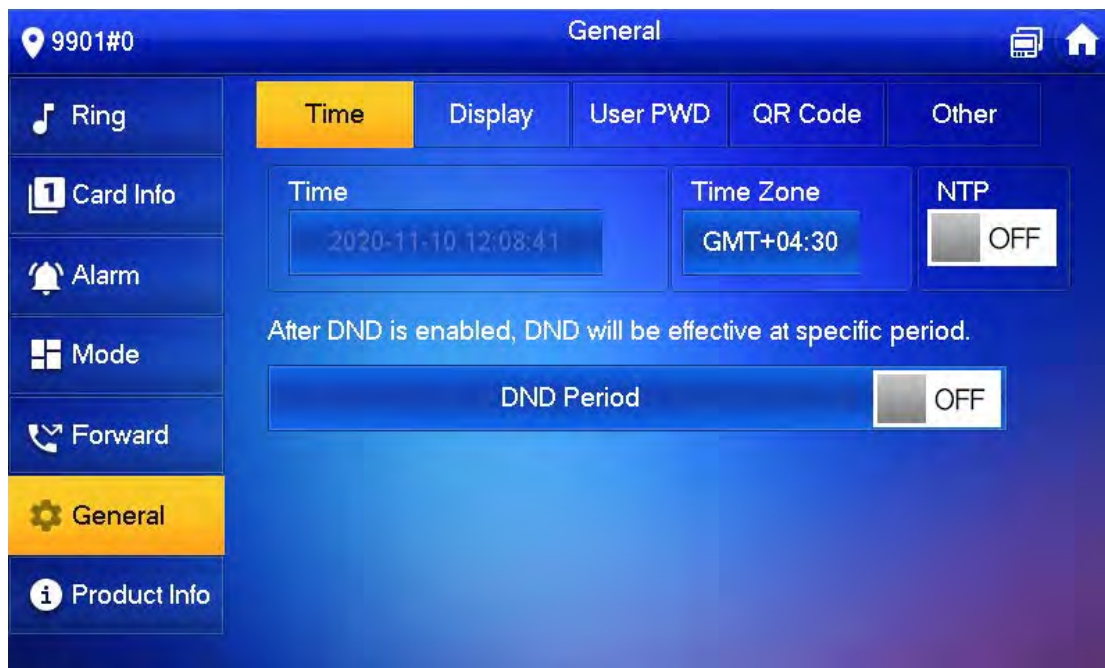 9901#0
General
Ring
Card Info
Alarm
Mode
Forward
General
Product Info
Time Display User PWD QR Code Other
Time
2020-11-10 12:08:41
Time Zone
GMT+04:30
NTP
OFF
After DND is enabled, DND will be effective at specific period.
DND Period OFF